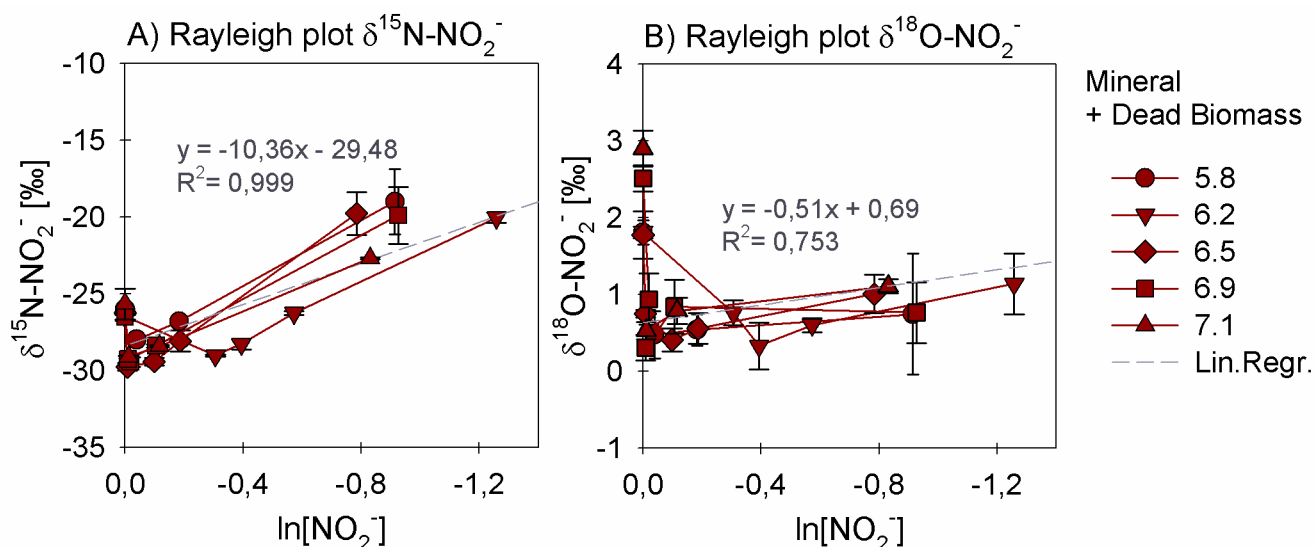 A) Rayleigh plot δ¹⁵N-NO₂⁻
B) Rayleigh plot δ¹⁸O-NO₂⁻
δ¹⁵N-NO₂⁻ [‰]
-10
-15
-20
-25
-30
-35
y = -10,36x - 29,48
R²= 0,999
0,0 -0,4 -0,8 -1,2
ln[NO₂⁻]
δ¹⁸O-NO₂⁻ [‰]
4
3
2
1
0
-1
y = -0,51x + 0,69
R²= 0,753
0,0 -0,4 -0,8 -1,2
ln[NO₂⁻]
Mineral
+ Dead Biomass
5.8
6.2
6.5
6.9
7.1
Lin.Regr.